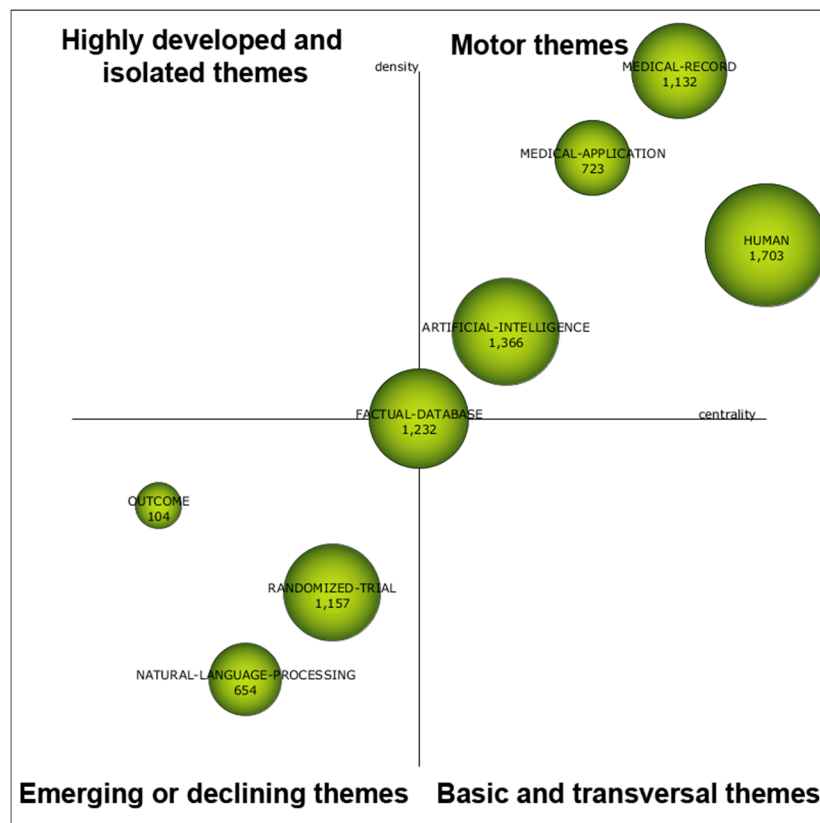 Highly developed and
isolated themes
Motor themes
density
MEDICAL-RECORD
1,132
MEDICAL-APPLICATION
723
HUMAN
1,703
ARTIFICIAL-INTELLIGENCE
1,366
FACTUAL-DATABASE
1,232
centrality
OUTCOME
104
RANDOMIZED-TRIAL
1,157
NATURAL-LANGUAGE-PROCESSING
654
Emerging or declining themes
Basic and transversal themes